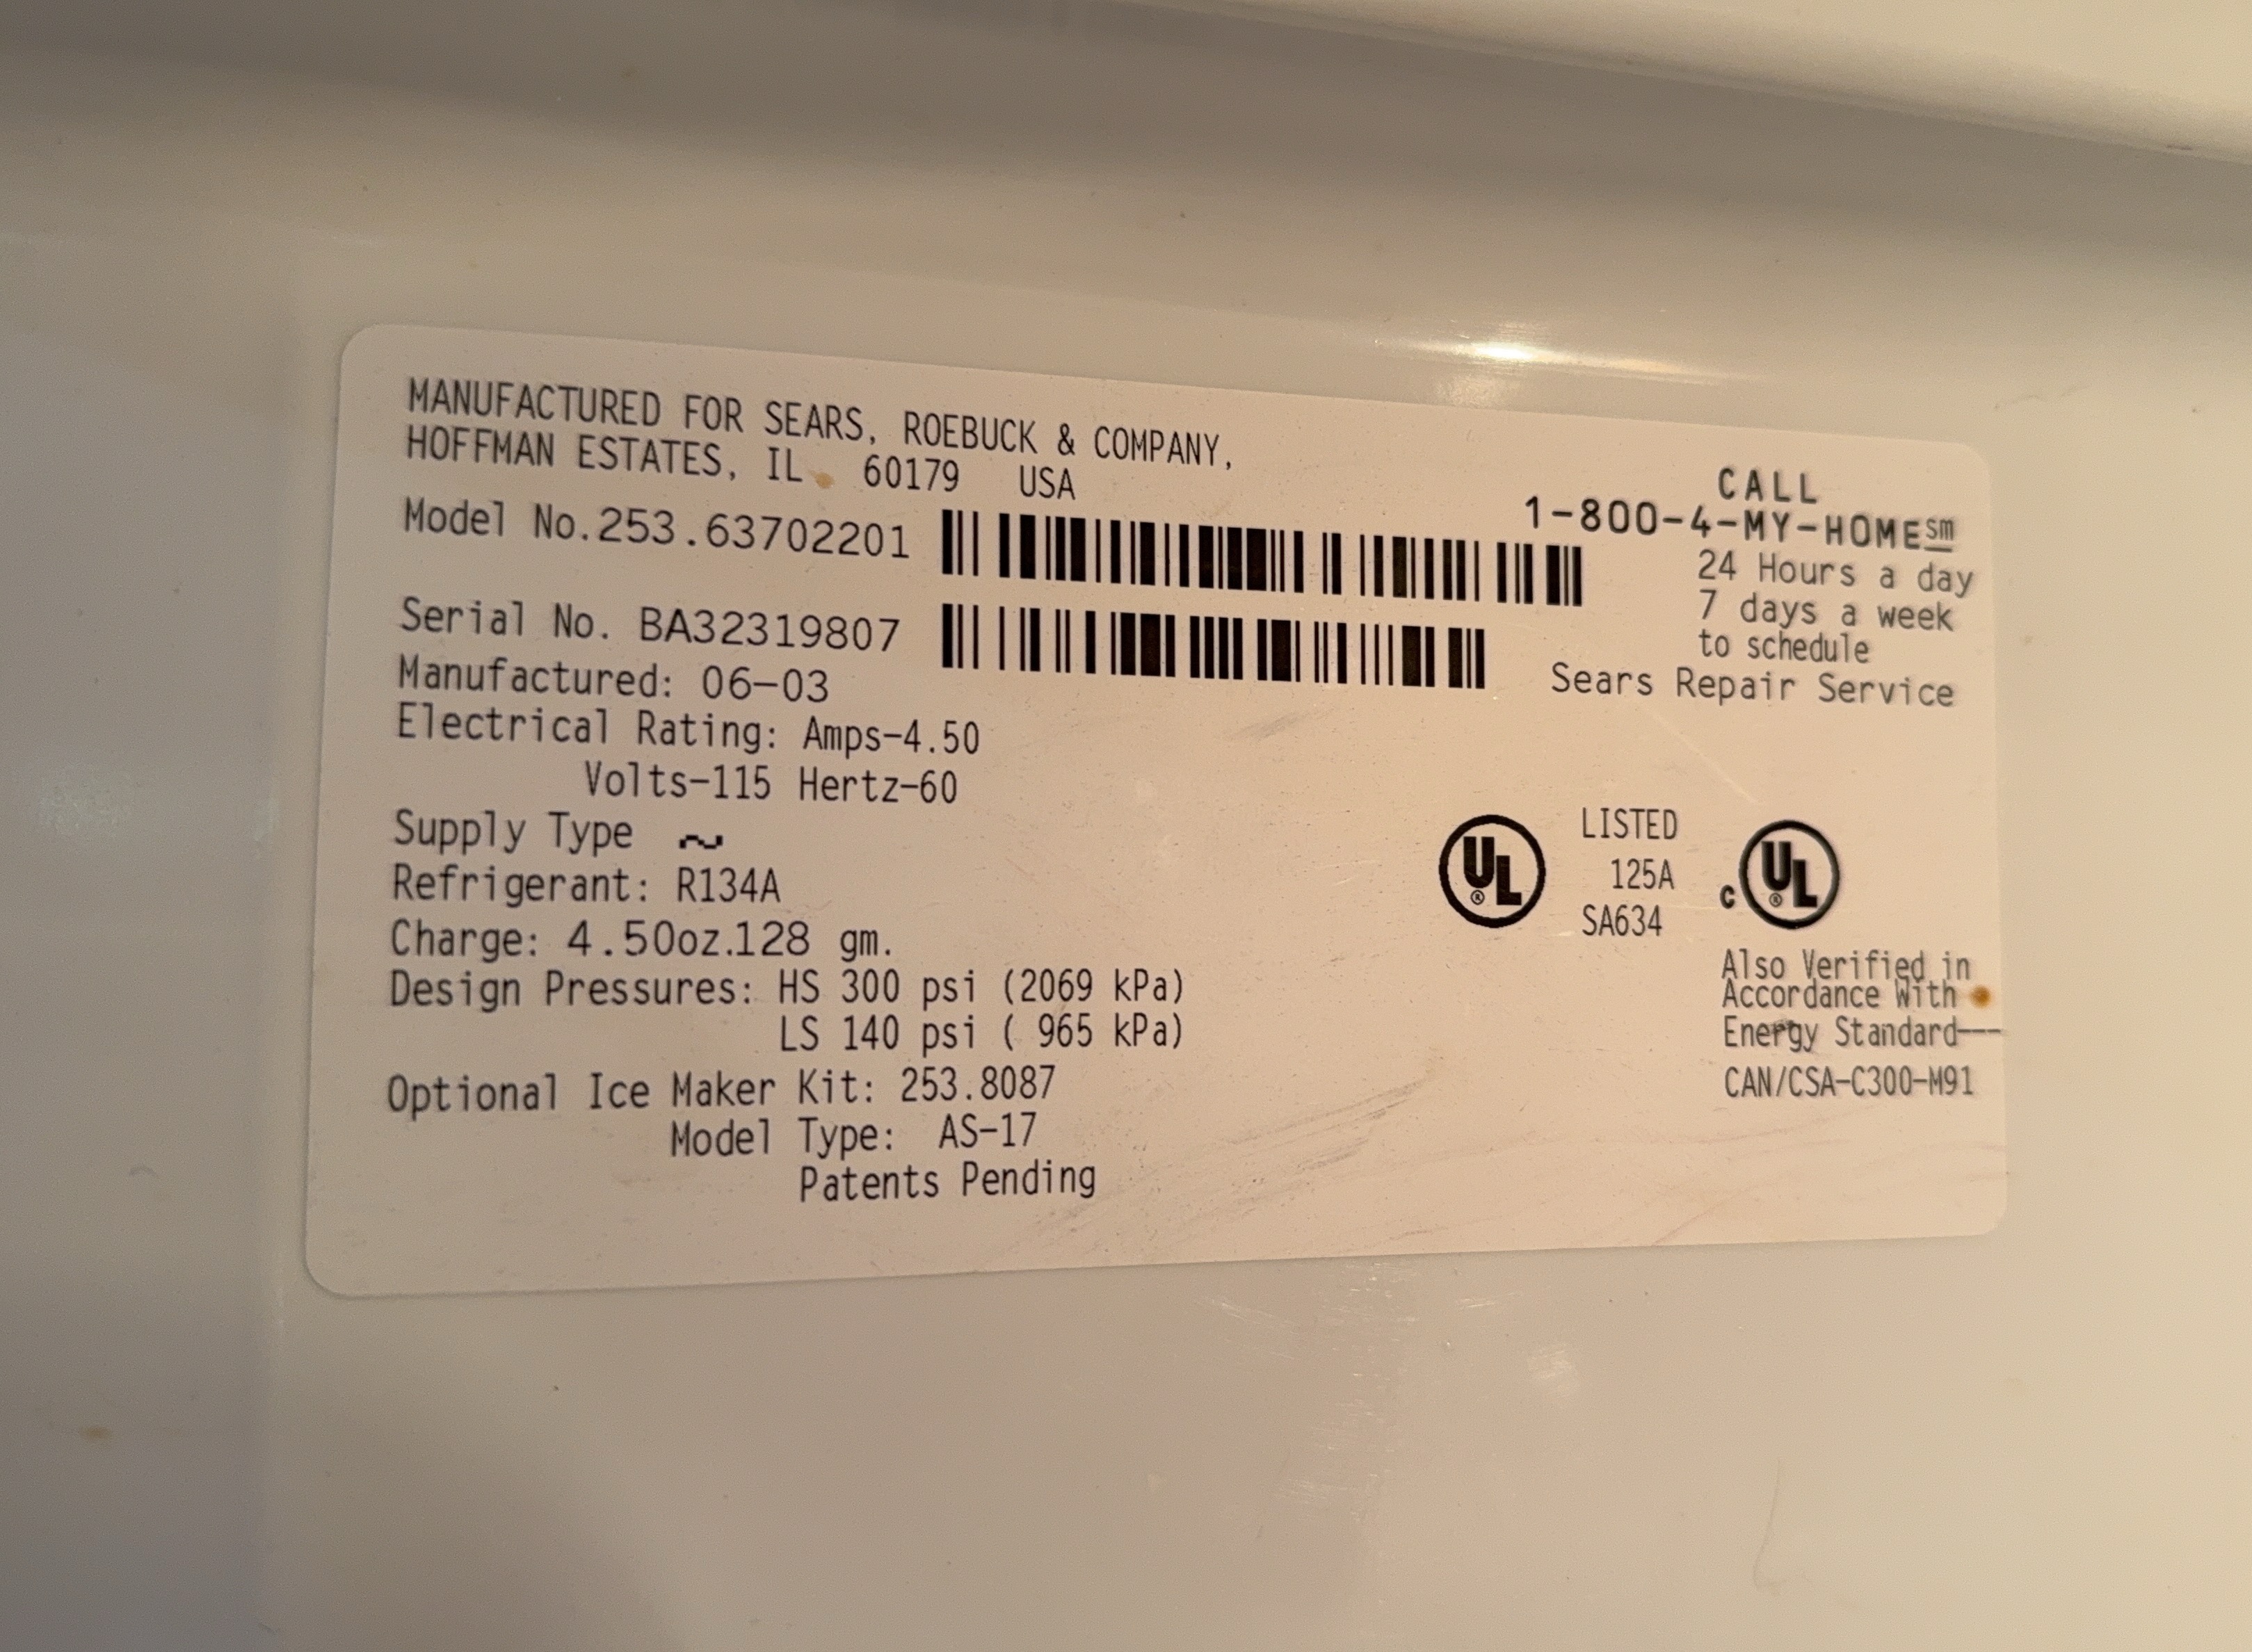 MANUFACTURED FOR SEARS, ROEBUCK & COMPANY,
HOFFMAN ESTATES, IL. 60179 USA
Model No.253.63702201
Serial No. BA32319807
Manufactured: 06-03
Electrical Rating: Amps-4.50
Volts-115 Hertz-60
Supply Type ~
Refrigerant: R134A
Charge: 4.50oz.128 gm.
Design Pressures: HS 300 psi (2069 kPa)
LS 140 psi ( 965 kPa)
Optional Ice Maker Kit: 253.8087
Model Type: AS-17
Patents Pending
CALL
1-800-4-MY-HOME℠
24 Hours a day
7 days a week
to schedule
Sears Repair Service
UL ®
LISTED
125A
SA634
c UL ®
Also Verified in
Accordance With
Energy Standard---
CAN/CSA-C300-M91